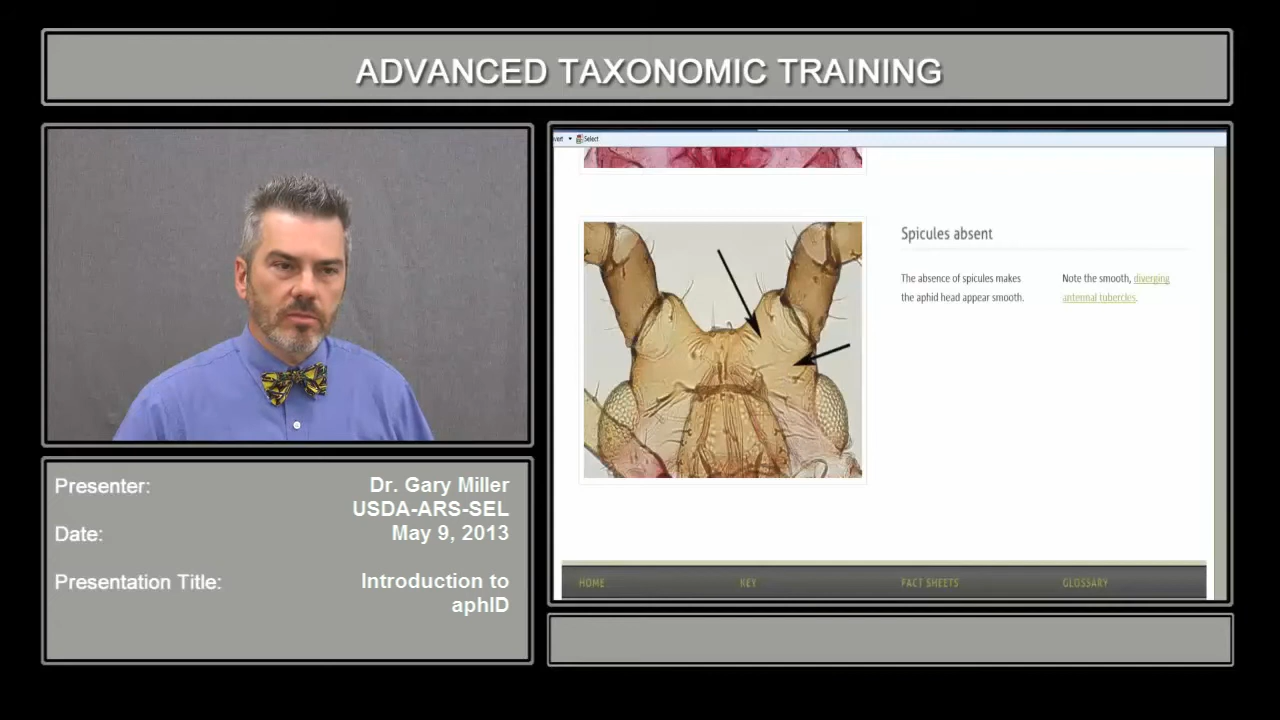 ADVANCED TAXONOMIC TRAINING
Select
Spicules absent
The absence of spicules makes
the aphid head appear smooth.
Note the smooth, diverging
antennal tubercles.
HOME
KEY
FACT SHEETS
GLOSSARY
Presenter:
Dr. Gary Miller
USDA-ARS-SEL
Date:
May 9, 2013
Presentation Title:
Introduction to
aphID